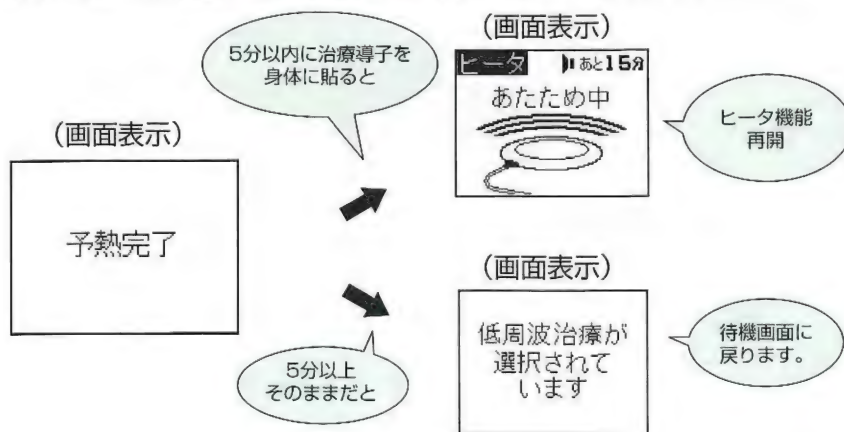 (画面表示)
予熱完了
5分以内に治療導子を
身体に貼ると
(画面表示)
ヒータ
あと15分
あたため中
ヒータ機能
再開
5分以上
そのままだと
(画面表示)
低周波治療が
選択されて
います
待機画面に
戻ります。